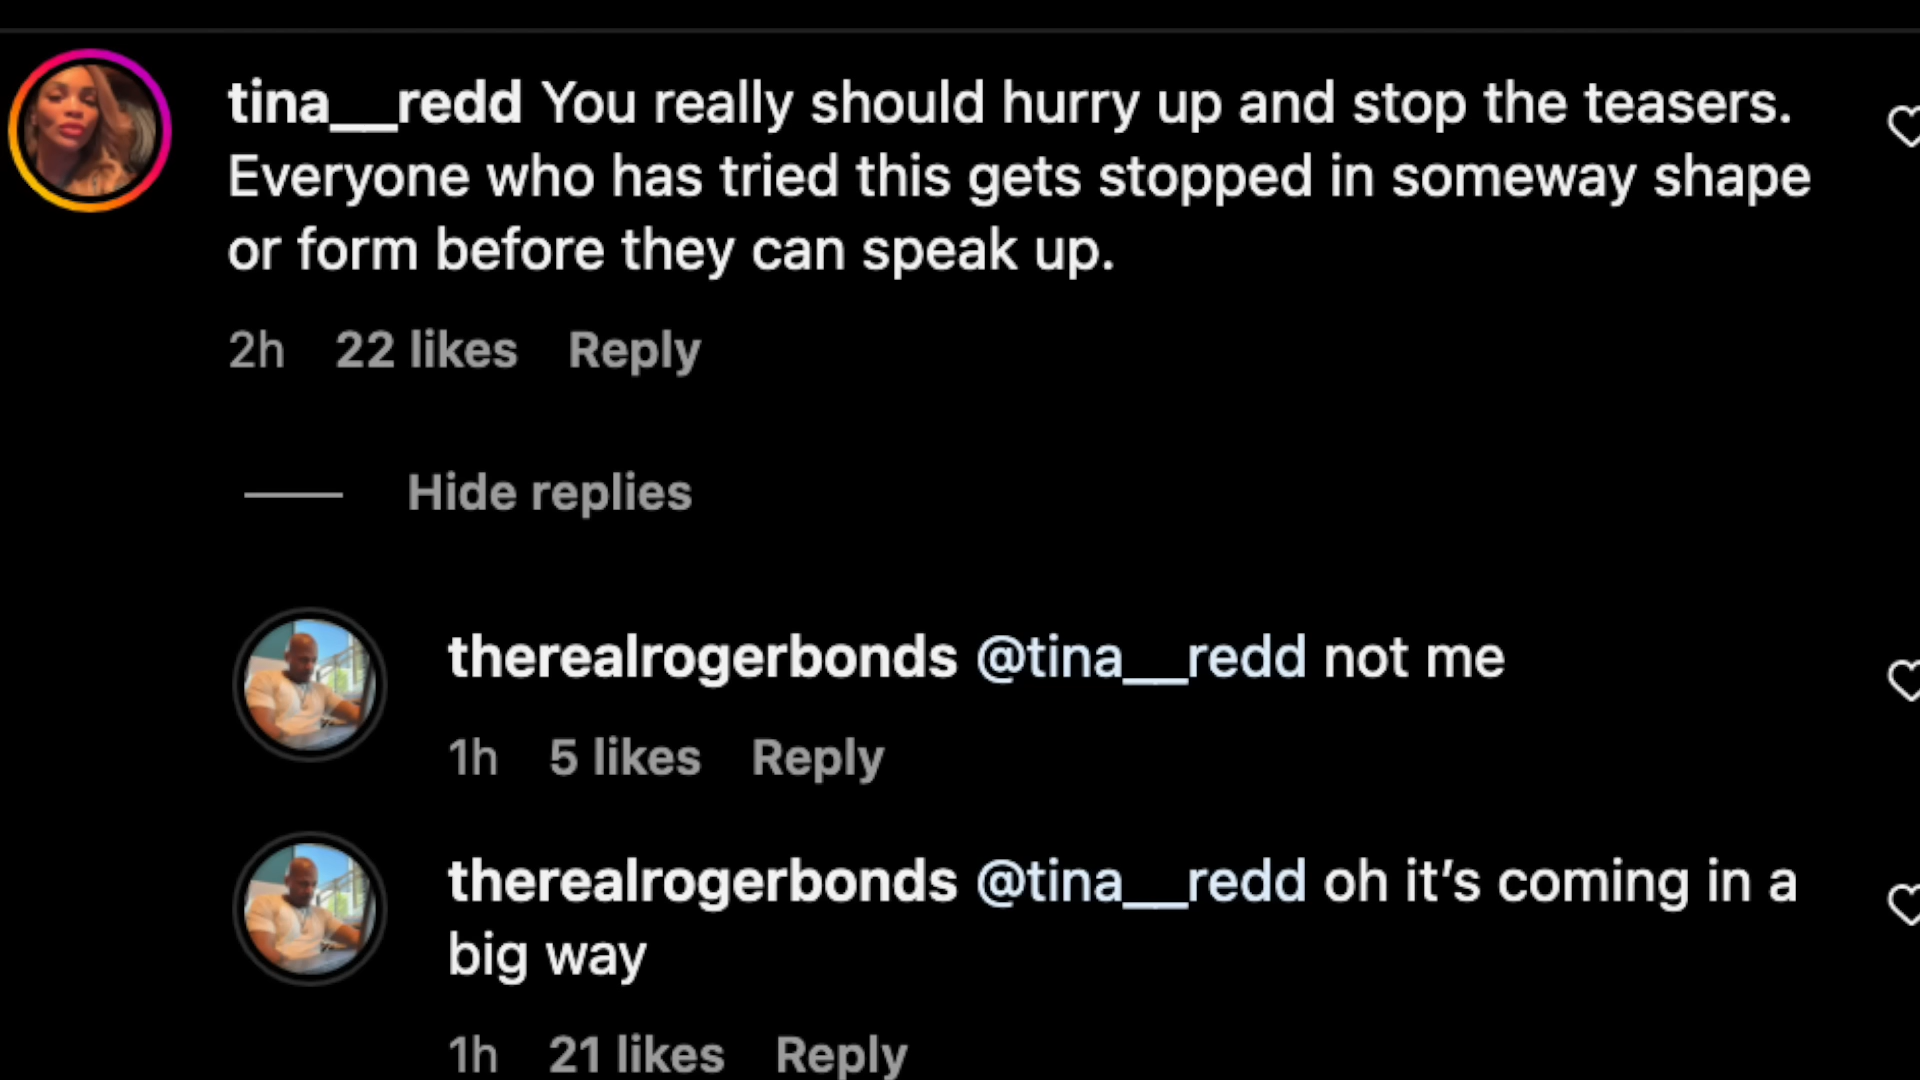 tina__redd You really should hurry up and stop the teasers.
Everyone who has tried this gets stopped in someway shape
or form before they can speak up.
2h 22 likes Reply
Hide replies
therealrogerbonds @tina__redd not me
1h 5 likes Reply
therealrogerbonds @tina__redd oh it’s coming in a
big way
1h 21 likes Reply